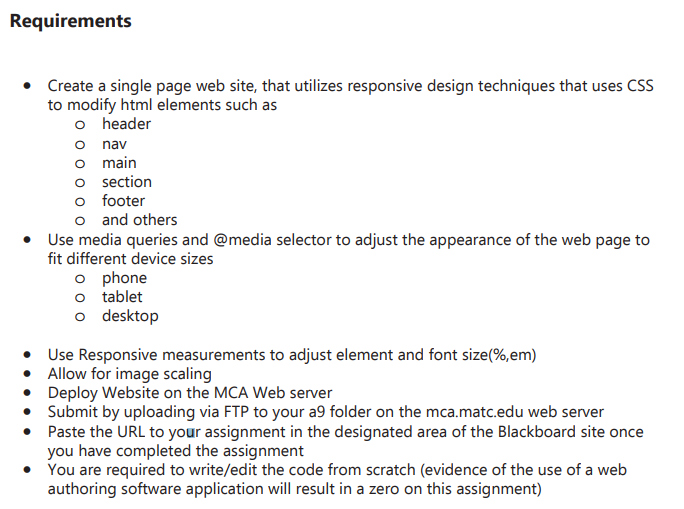 Requirements
● Create a single page web site, that utilizes responsive design techniques that uses CSS
to modify html elements such as
o header
o nav
o main
o section
o footer
o and others
● Use media queries and @media selector to adjust the appearance of the web page to
fit different device sizes
o phone
o tablet
o desktop
● Use Responsive measurements to adjust element and font size(%,em)
● Allow for image scaling
● Deploy Website on the MCA Web server
● Submit by uploading via FTP to your a9 folder on the mca.matc.edu web server
● Paste the URL to your assignment in the designated area of the Blackboard site once
you have completed the assignment
● You are required to write/edit the code from scratch (evidence of the use of a web
authoring software application will result in a zero on this assignment)